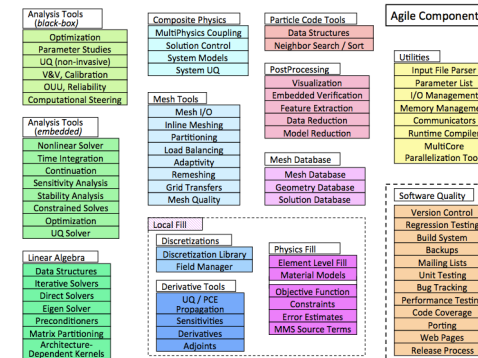 Analysis Tools
(black-box)
Optimization
Parameter Studies
UQ (non-invasive)
V&V, Calibration
OUU, Reliability
Computational Steering
Analysis Tools
(embedded)
Nonlinear Solver
Time Integration
Continuation
Sensitivity Analysis
Stability Analysis
Constrained Solves
Optimization
UQ Solver
Linear Algebra
Data Structures
Iterative Solvers
Direct Solvers
Eigen Solver
Preconditioners
Matrix Partitioning
Architecture-
Dependent Kernels
Composite Physics
MultiPhysics Coupling
Solution Control
System Models
System UQ
Mesh Tools
Mesh I/O
Inline Meshing
Partitioning
Load Balancing
Adaptivity
Remeshing
Grid Transfers
Mesh Quality
Local Fill
Discretizations
Discretization Library
Field Manager
Derivative Tools
UQ / PCE
Propagation
Sensitivities
Derivatives
Adjoints
Particle Code Tools
Data Structures
Neighbor Search / Sort
PostProcessing
Visualization
Embedded Verification
Feature Extraction
Data Reduction
Model Reduction
Mesh Database
Mesh Database
Geometry Database
Solution Database
Physics Fill
Element Level Fill
Material Models
Objective Function
Constraints
Error Estimates
MMS Source Terms
Agile Component
Utilities
Input File Parser
Parameter List
I/O Management
Memory Manageme
Communicators
Runtime Compile
MultiCore
Parallelization Too
Software Quality
Version Control
Regression Testing
Build System
Backups
Mailing Lists
Unit Testing
Bug Tracking
Performance Testin
Code Coverage
Porting
Web Pages
Release Process